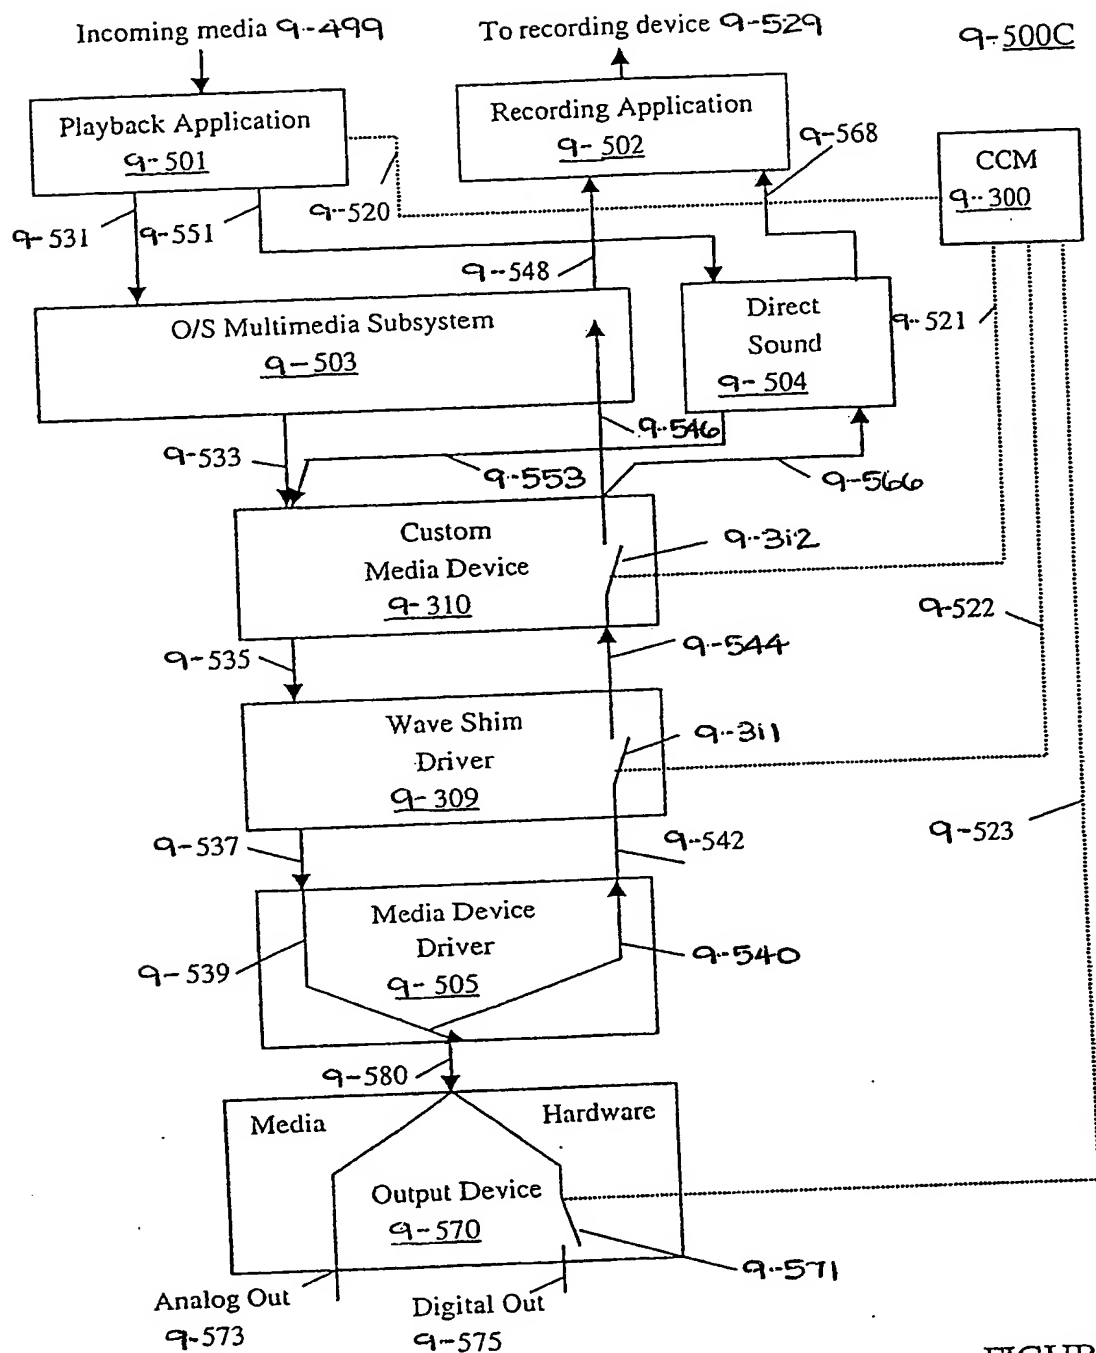 Incoming media 9-499
To recording device 9-529
9-500C
Playback Application
9-501
Recording Application
9-502
9-568
CCM
9-300
9-531
9-551
9-520
9-548
O/S Multimedia Subsystem
9-503
Direct
Sound
9-504
9-521
9-533
9-546
9-553
9-566
Custom
Media Device
9-310
9-312
9-522
9-535
9-544
Wave Shim
Driver
9-309
9-311
9-523
9-537
9-542
Media Device
Driver
9-505
9-539
9-540
9-580
Media
Hardware
Output Device
9-570
9-571
Analog Out
9-573
Digital Out
9-575